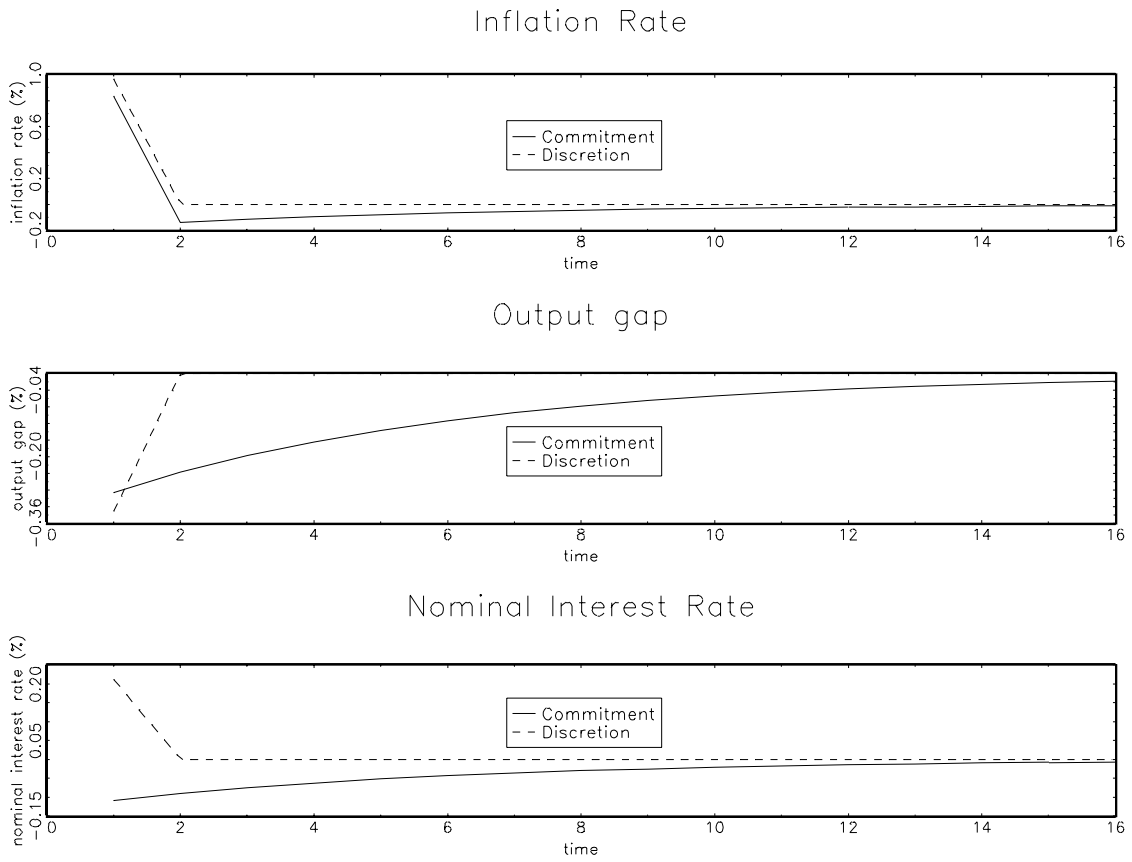 Inflation Rate
inflation rate (%)
1.0
0.6
0.2
-0.2
Commitment
Discretion
0 2 4 6 8 10 12 14 16
time
Output gap
output gap (%)
-0.04
-0.20
-0.36
Commitment
Discretion
0 2 4 6 8 10 12 14 16
time
Nominal Interest Rate
nominal interest rate (%)
0.20
0.05
-0.15
Commitment
Discretion
0 2 4 6 8 10 12 14 16
time